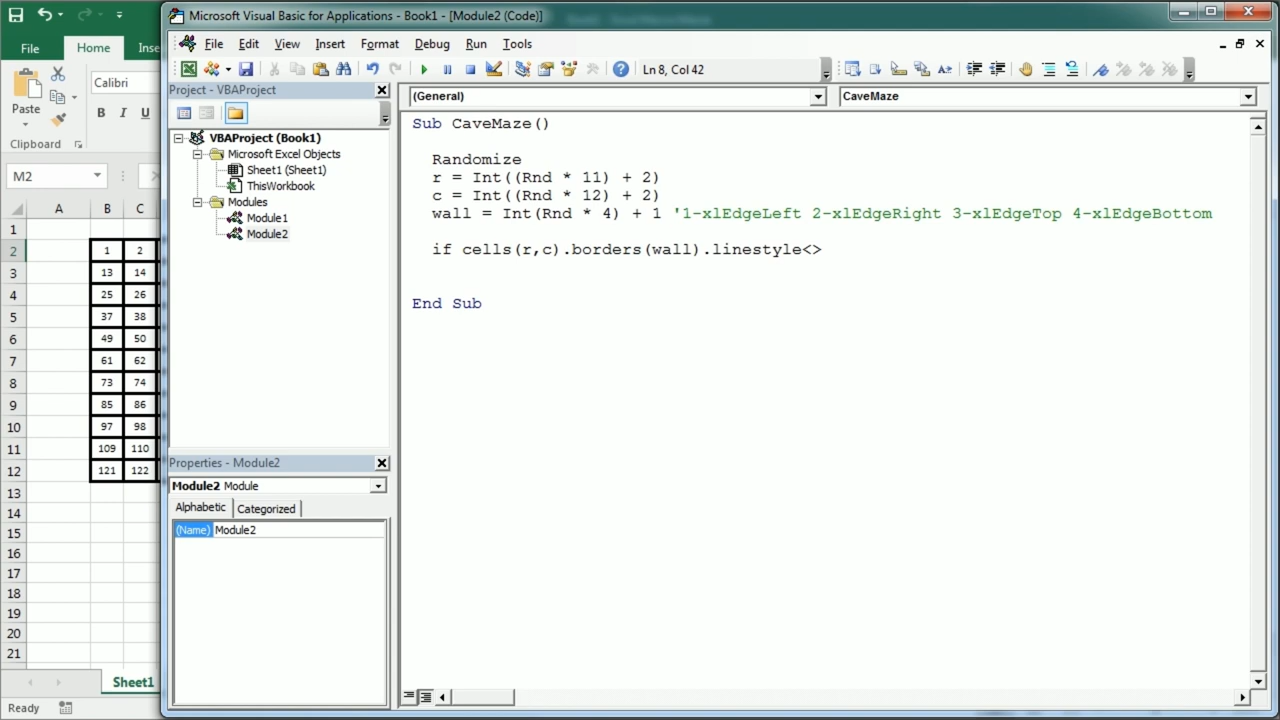 Microsoft Visual Basic for Applications - Book1 - [Module2 (Code)]
File Home Inse
File Edit View Insert Format Debug Run Tools
Paste
Calibri
B I U
Clipboard
Ln 8, Col 42
Project - VBAProject
(General)
CaveMaze
VBAProject (Book1)
Microsoft Excel Objects
Sheet1 (Sheet1)
ThisWorkbook
Modules
Module1
Module2
M2
A B C
1
2 1 2
3 13 14
4 25 26
5 37 38
6 49 50
7 61 62
8 73 74
9 85 86
10 97 98
11 109 110
12 121 122
13
14
15
16
17
18
19
20
21
Sheet1
Ready
Properties - Module2
Module2 Module
Alphabetic Categorized
(Name) Module2
Sub CaveMaze()
Randomize
r = Int((Rnd * 11) + 2)
c = Int((Rnd * 12) + 2)
wall = Int(Rnd * 4) + 1 '1-xlEdgeLeft 2-xlEdgeRight 3-xlEdgeTop 4-xlEdgeBottom
if cells(r,c).borders(wall).linestyle<>
End Sub